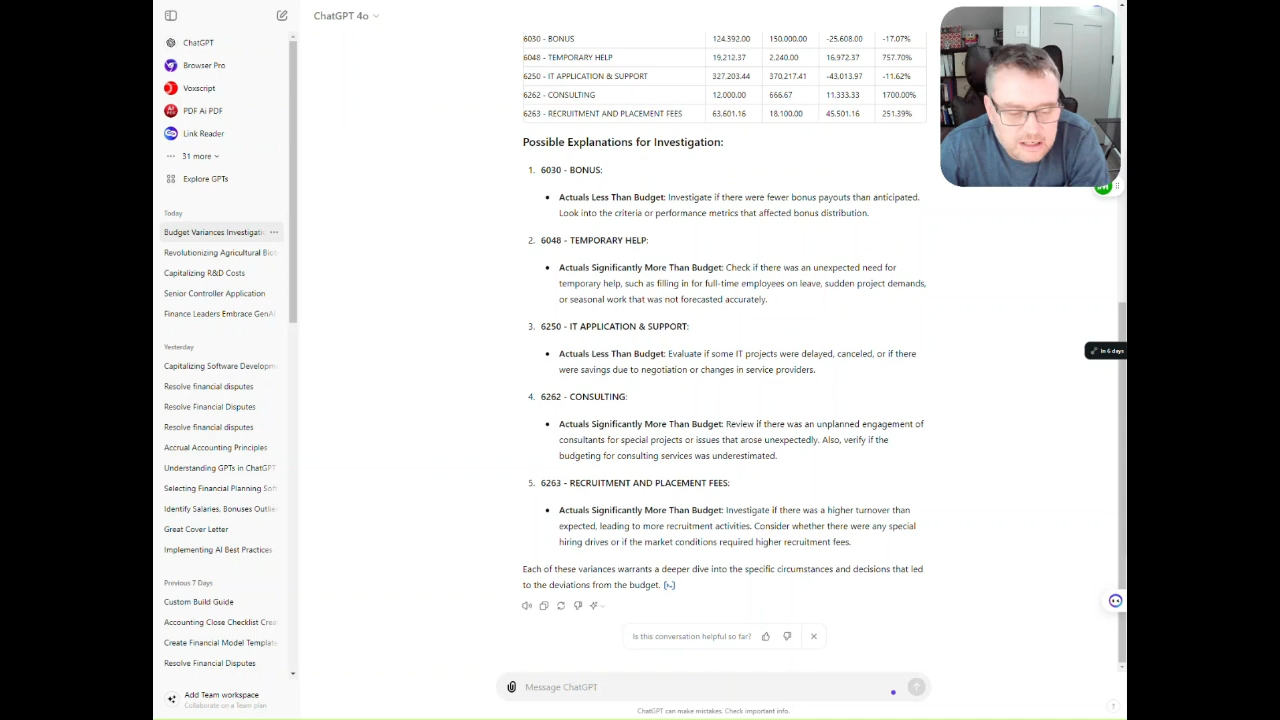 ChatGPT 4o
ChatGPT
Browser Pro
Voxscript
PDF Ai PDF
Link Reader
31 more
Explore GPTs
Today
Budget Variances Investigati
Revolutionizing Agricultural Biot
Capitalizing R&D Costs
Senior Controller Application
Finance Leaders Embrace GenAI
Yesterday
Capitalizing Software Developm
Resolve financial disputes
Resolve Financial Disputes
Resolve financial disputes
Accrual Accounting Principles
Understanding GPTs in ChatGPT
Selecting Financial Planning Soft
Identify Salaries, Bonuses Outlie
Great Cover Letter
Implementing AI Best Practices
Previous 7 Days
Custom Build Guide
Accounting Close Checklist Crea
Create Financial Model Template
Resolve Financial Disputes
Add Team workspace
Collaborate on a Team plan
6030 - BONUS 124.392.00 150.000.00 -25,608.00 -17.07%
6048 - TEMPORARY HELP 19,212.37 2,240.00 16,972.37 757.70%
6250 - IT APPLICATION & SUPPORT 327,203.44 370,217.41 -43,013.97 -11.62%
6262 - CONSULTING 12,000.00 666.67 11,333.33 1700.00%
6263 - RECRUITMENT AND PLACEMENT FEES 63,601.16 18,100.00 45,501.16 251.39%
Possible Explanations for Investigation:
1. 6030 - BONUS:
• Actuals Less Than Budget: Investigate if there were fewer bonus payouts than anticipated.
Look into the criteria or performance metrics that affected bonus distribution.
2. 6048 - TEMPORARY HELP:
• Actuals Significantly More Than Budget: Check if there was an unexpected need for
temporary help, such as filling in for full-time employees on leave, sudden project demands,
or seasonal work that was not forecasted accurately.
3. 6250 - IT APPLICATION & SUPPORT:
• Actuals Less Than Budget: Evaluate if some IT projects were delayed, canceled, or if there
were savings due to negotiation or changes in service providers.
4. 6262 - CONSULTING:
• Actuals Significantly More Than Budget: Review if there was an unplanned engagement of
consultants for special projects or issues that arose unexpectedly. Also, verify if the
budgeting for consulting services was underestimated.
5. 6263 - RECRUITMENT AND PLACEMENT FEES:
• Actuals Significantly More Than Budget: Investigate if there was a higher turnover than
expected, leading to more recruitment activities. Consider whether there were any special
hiring drives or if the market conditions required higher recruitment fees.
Each of these variances warrants a deeper dive into the specific circumstances and decisions that led
to the deviations from the budget. [>-]
Is this conversation helpful so far?
Message ChatGPT
ChatGPT can make mistakes. Check important info.
In 6 days
?